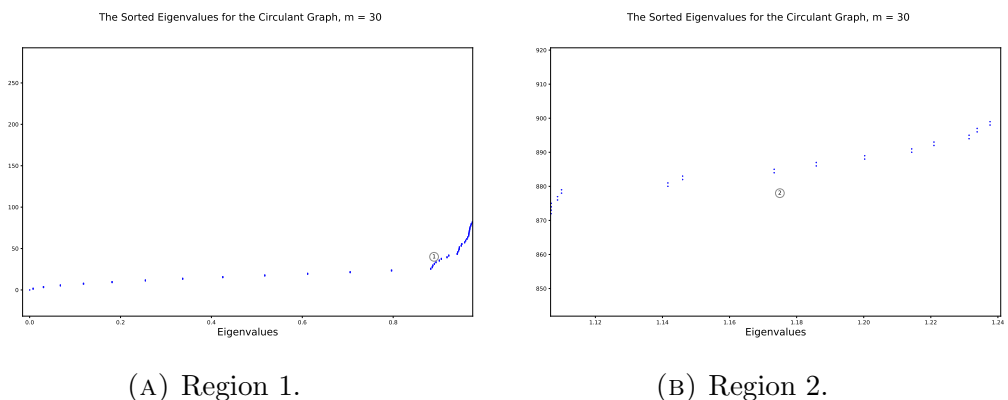 The Sorted Eigenvalues for the Circulant Graph, m = 30
250
200
150
100
50
0
1
0.0 0.2 0.4 0.6 0.8
Eigenvalues
(A) Region 1.
The Sorted Eigenvalues for the Circulant Graph, m = 30
920
910
900
890
880
870
860
850
2
1.12 1.14 1.16 1.18 1.20 1.22 1.24
Eigenvalues
(B) Region 2.